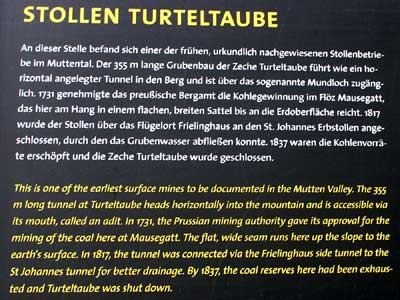 STOLLEN TURTELTAUBE
An dieser Stelle befand sich einer der frühen, urkundlich nachgewiesenen Stollenbetrie-
be im Muttental. Der 355 m lange Grubenbau der Zeche Turteltaube führt wie ein ho-
rizontal angelegter Tunnel in den Berg und ist über das sogenannte Mundloch zugäng-
lich. 1731 genehmigte das preußische Bergamt die Kohlegewinnung im Flöz Mausegatt,
das hier am Hang in einem flachen, breiten Sattel bis an die Erdoberfläche reicht. 1817
wurde der Stollen über das Flügelort Frielinghaus an den St. Johannes Erbstollen ange-
schlossen, durch den das Grubenwasser abfließen konnte. 1837 waren die Kohlenvorrä-
te erschöpft und die Zeche Turteltaube wurde geschlossen.
This is one of the earliest surface mines to be documented in the Mutten Valley. The 355
m long tunnel at Turteltaube heads horizontally into the mountain and is accessible via
its mouth, called an adit. In 1731, the Prussian mining authority gave its approval for the
mining of the coal here at Mausegatt. The flat, wide seam runs here up the slope to the
earth's surface. In 1817, the tunnel was connected via the Frielinghaus side tunnel to the
St Johannes tunnel for better drainage. By 1837, the coal reserves here had been exhaus-
ted and Turteltaube was shut down.